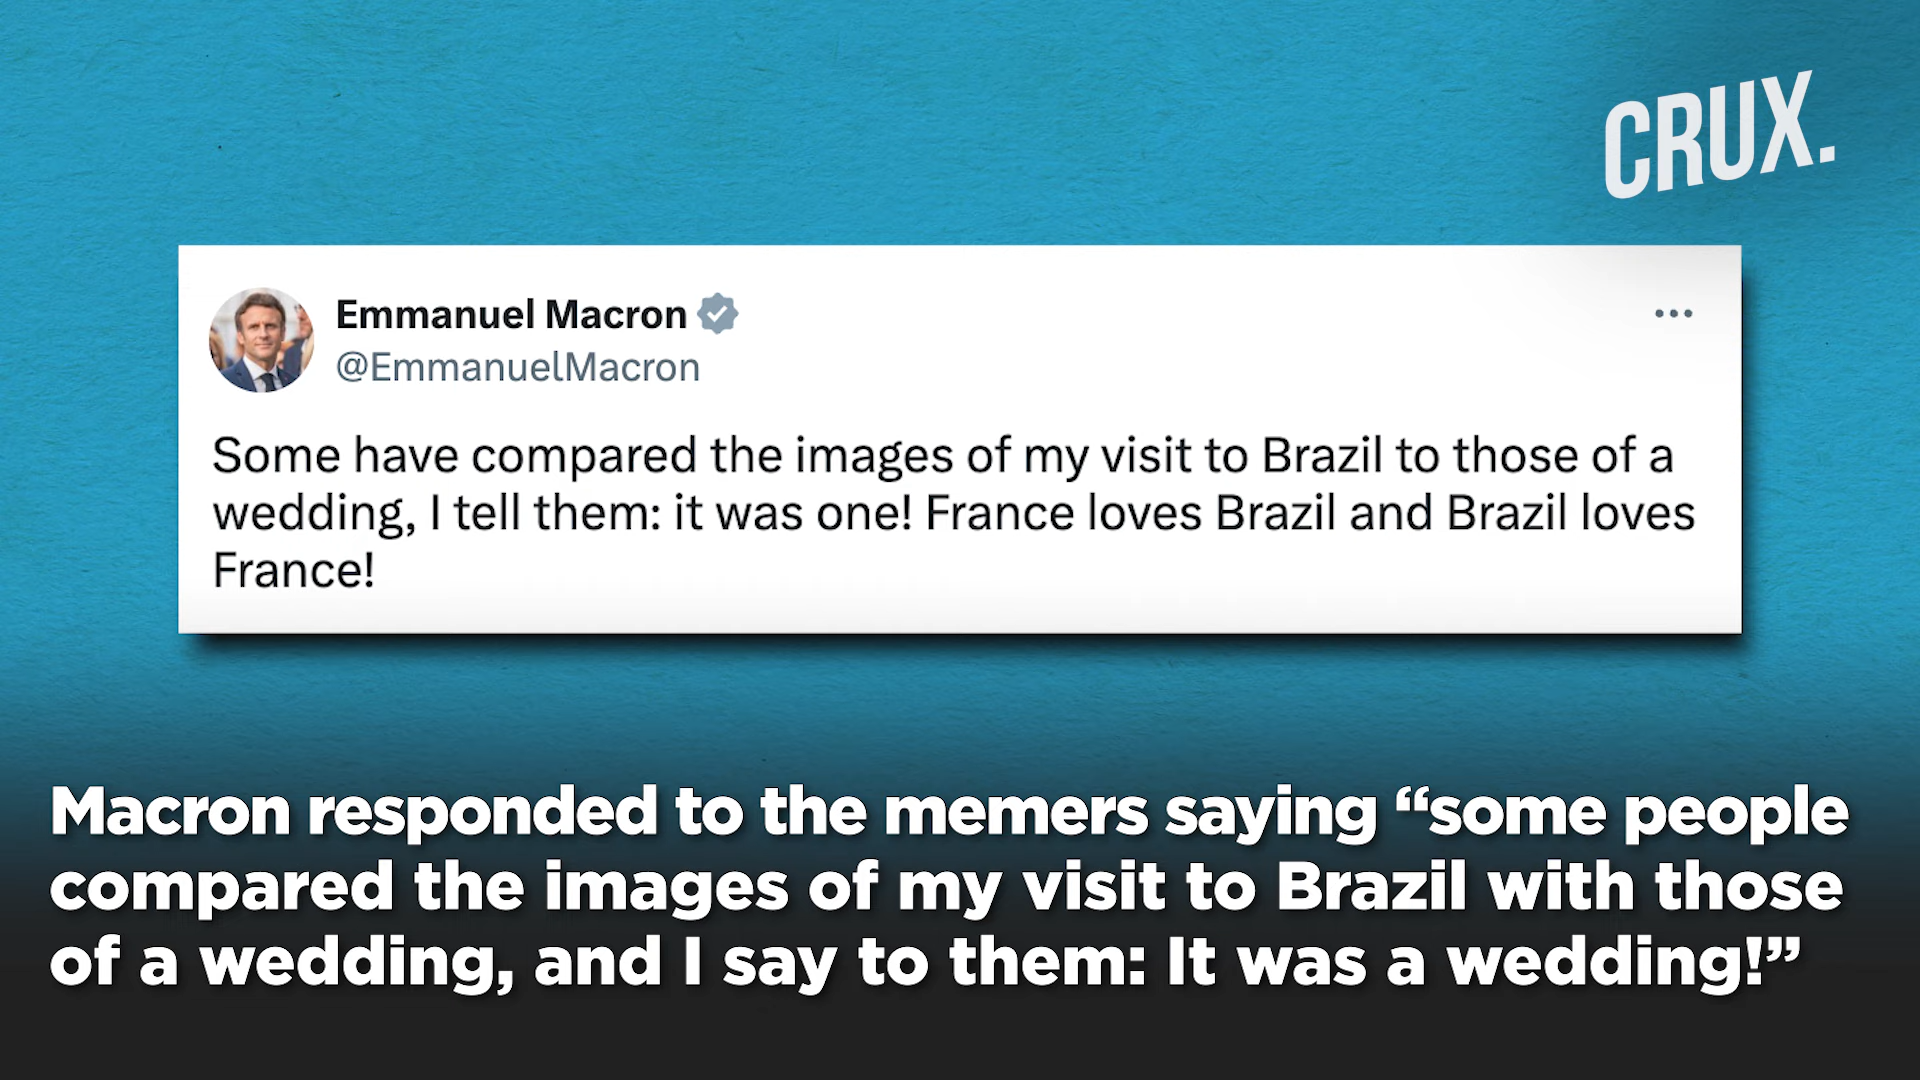 CRUX.
Emmanuel Macron
@EmmanuelMacron
Some have compared the images of my visit to Brazil to those of a
wedding, I tell them: it was one! France loves Brazil and Brazil loves
France!
Macron responded to the memers saying “some people
compared the images of my visit to Brazil with those
of a wedding, and I say to them: It was a wedding!”